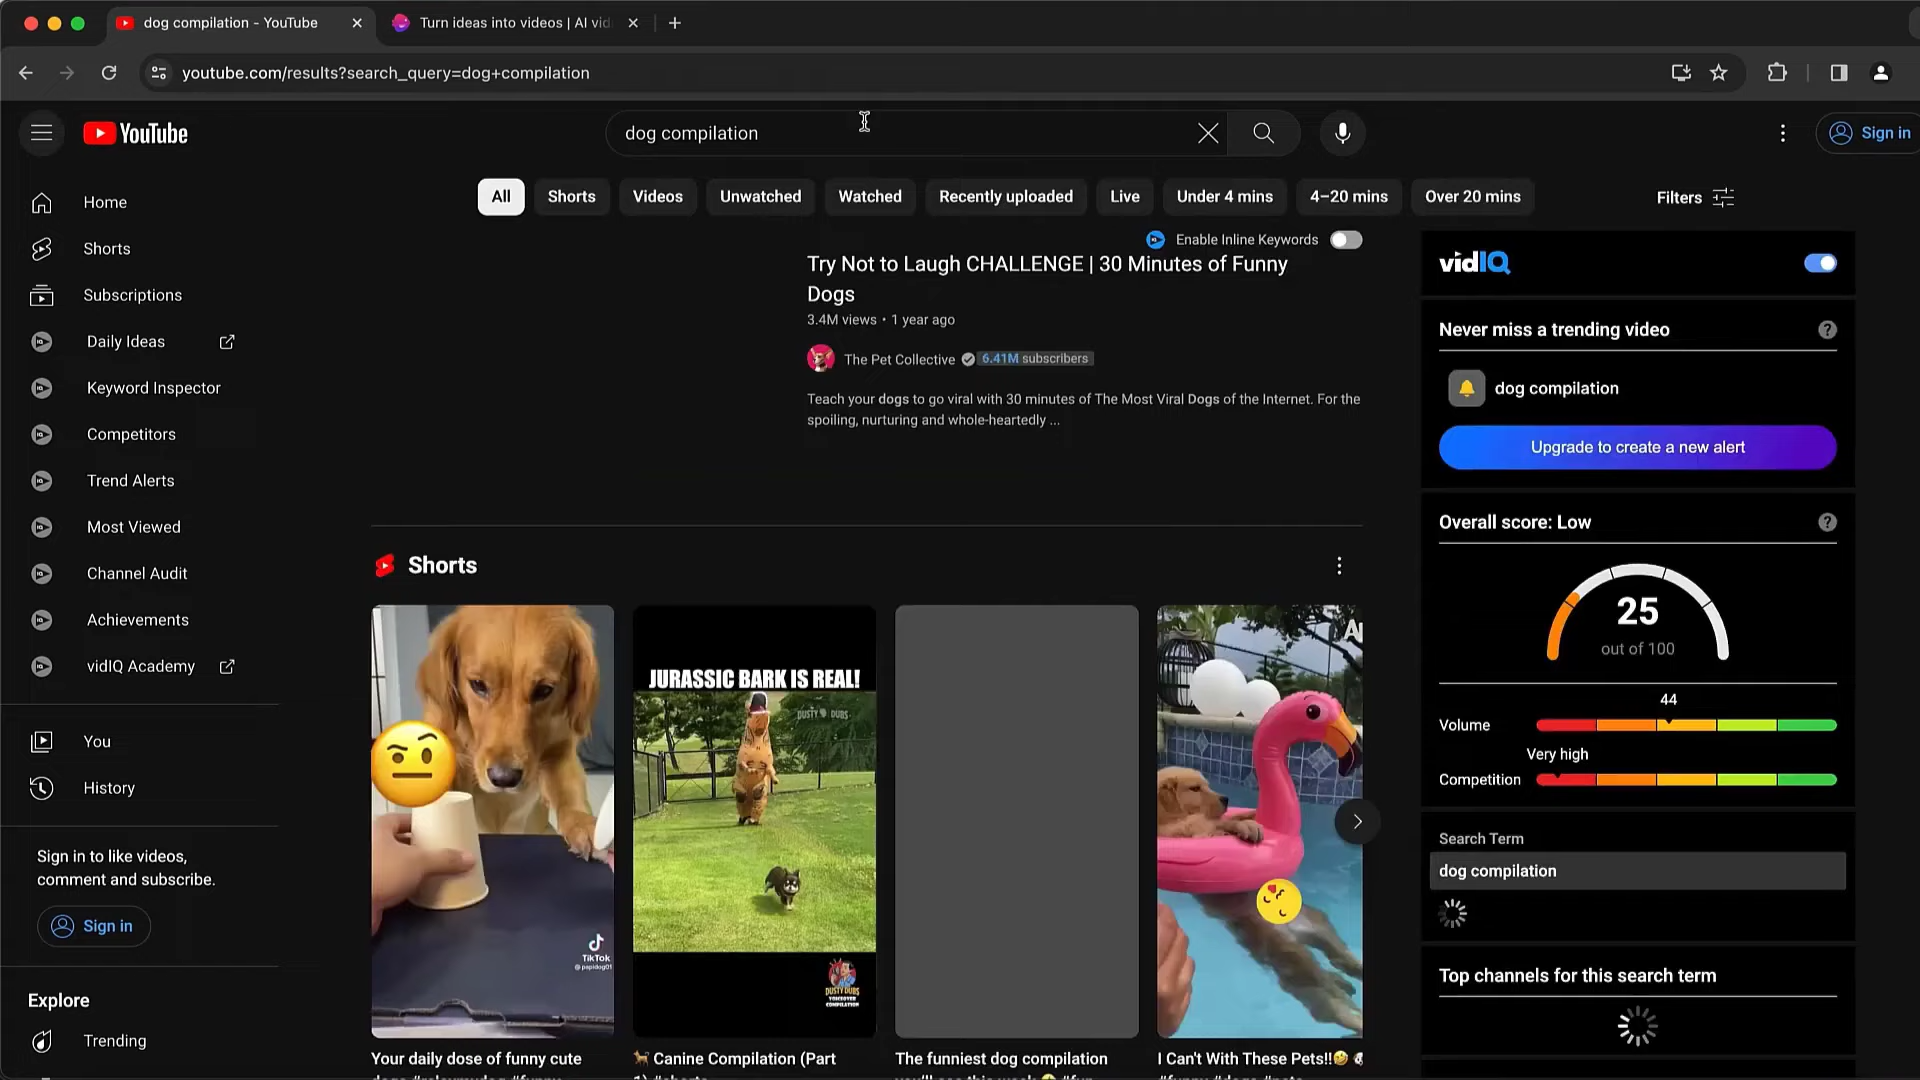 dog compilation - YouTube
Turn ideas into videos | AI vid
youtube.com/results?search_query=dog+compilation
YouTube
dog compilation
Sign in
All
Shorts
Videos
Unwatched
Watched
Recently uploaded
Live
Under 4 mins
4–20 mins
Over 20 mins
Filters
Home
Shorts
Subscriptions
Daily Ideas
Keyword Inspector
Competitors
Trend Alerts
Most Viewed
Channel Audit
Achievements
vidIQ Academy
You
History
Sign in to like videos,
comment and subscribe.
Sign in
Explore
Trending
Enable Inline Keywords
Try Not to Laugh CHALLENGE | 30 Minutes of Funny
Dogs
3.4M views • 1 year ago
The Pet Collective
6.41M subscribers
Teach your dogs to go viral with 30 minutes of The Most Viral Dogs of the Internet. For the
spoiling, nurturing and whole-heartedly ...
Shorts
TikTok
@papidog01
JURASSIC BARK IS REAL!
DUSTY DUBS
DUSTY DUBS
VOICEOVER
COMPILATION
Your daily dose of funny cute
Canine Compilation (Part
The funniest dog compilation
I Can't With These Pets!!
vidIQ
Never miss a trending video
dog compilation
Upgrade to create a new alert
Overall score: Low
25
out of 100
44
Volume
Very high
Competition
Search Term
dog compilation
Top channels for this search term